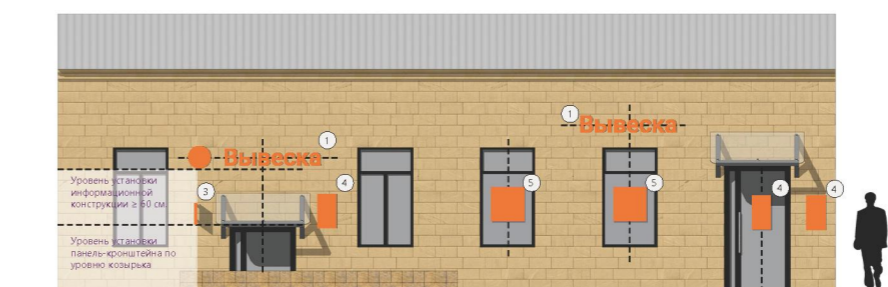 1
Вывеска
1
Вывеска
Уровень установки
информационной
конструкции ≥ 60 см.
3
4
5
5
4
4
Уровень установки
панель-кронштейна по
уровню козырька